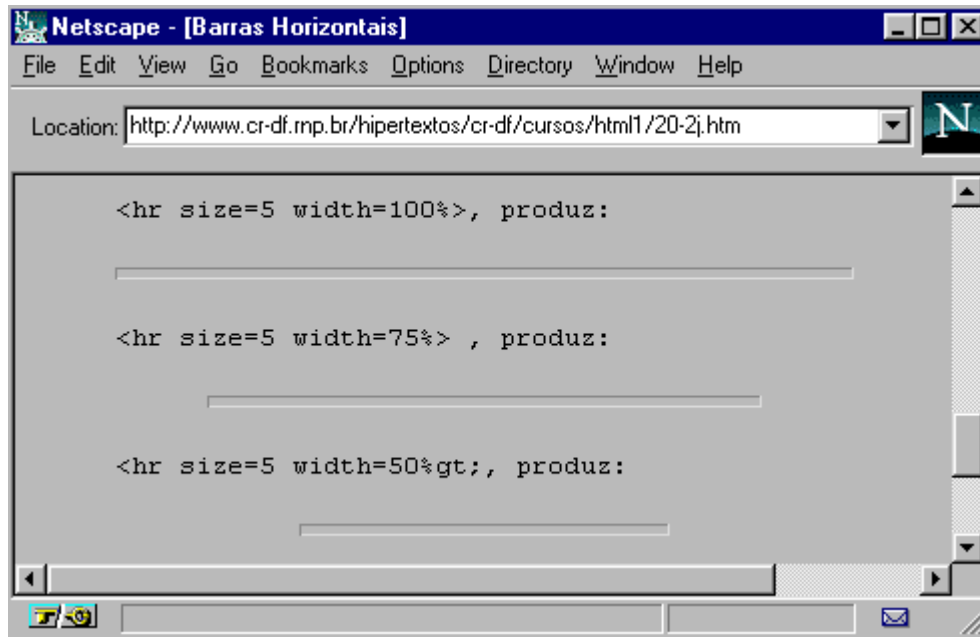 Netscape - [Barras Horizontais]
File Edit View Go Bookmarks Options Directory Window Help
Location: http://www.cr-df.rnp.br/hipertextos/cr-df/cursos/html1/20-2j.htm
N
<hr size=5 width=100%>, produz:
<hr size=5 width=75%> , produz:
<hr size=5 width=50%gt;, produz: